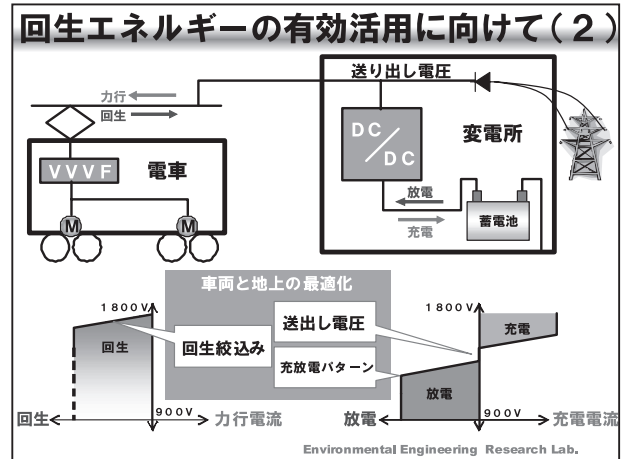 回生エネルギーの有効活用に向けて(2)
送り出し電圧
力行
回生
DC/DC
変電所
VVVF
電車
放電
充電
蓄電池
M
M
車両と地上の最適化
1800V
1800V
送出し電圧
充電
回生
回生絞込み
充放電パターン
放電
900V
900V
回生
力行電流
放電
充電電流
Environmental Engineering Research Lab.